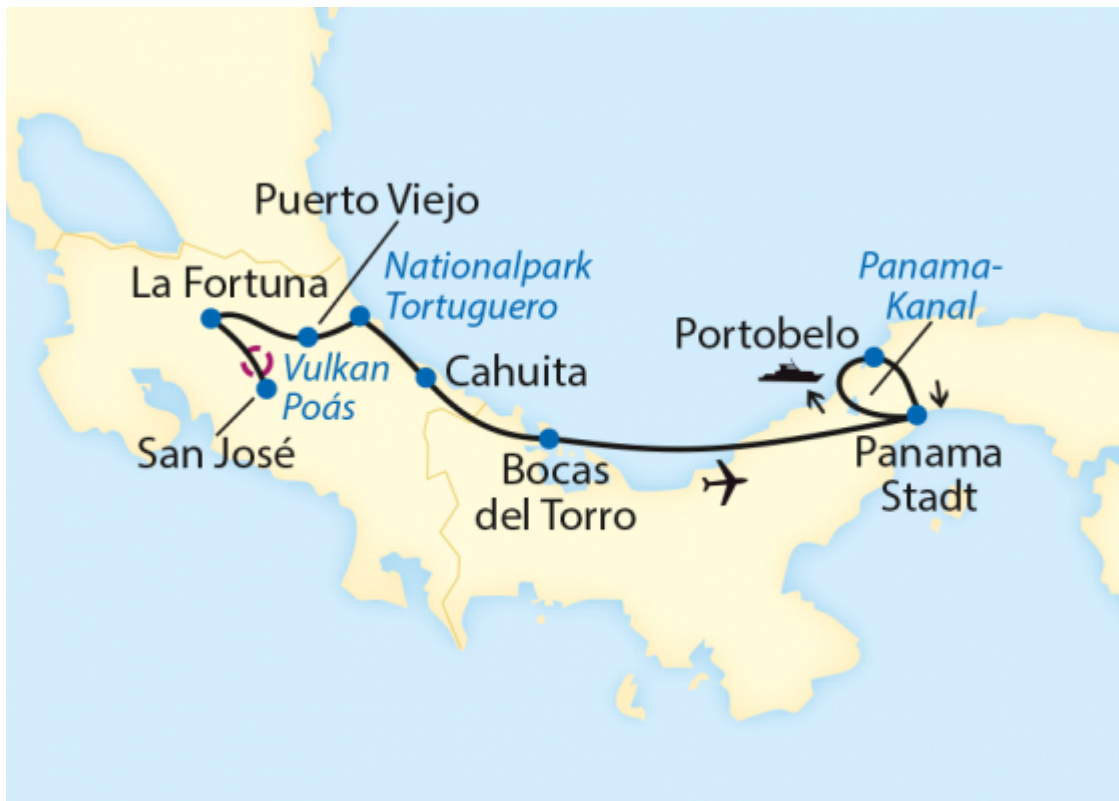 Puerto Viejo
Nationalpark
Tortuguero
La Fortuna
Panama-
Kanal
Portobelo
Vulkan
Poás
Cahuita
San José
Bocas
del Torro
Panama
Stadt